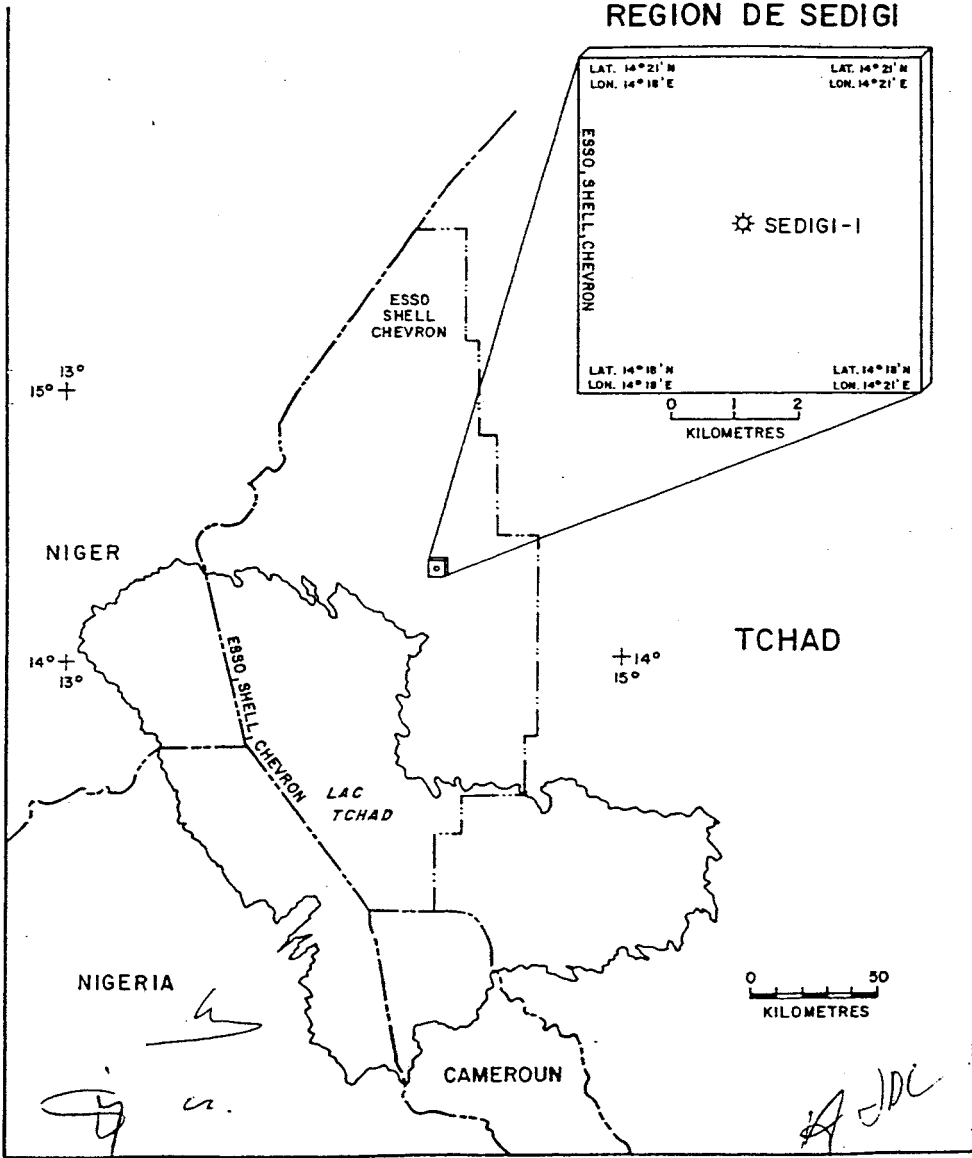 REGION DE SEDIGI
LAT. 14°21'N
LON. 14°18'E
LAT. 14°21'N
LON. 14°21'E
ESSO, SHELL, CHEVRON
SEDIGI-1
LAT. 14°18'N
LON. 14°18'E
LAT. 14°18'N
LON. 14°21'E
0 1 2
KILOMETRES
ESSO
SHELL
CHEVRON
13°
15°
NIGER
TCHAD
14°
13°
14°
15°
ESSO, SHELL, CHEVRON
LAC
TCHAD
NIGERIA
0 50
KILOMETRES
CAMEROUN
JDC